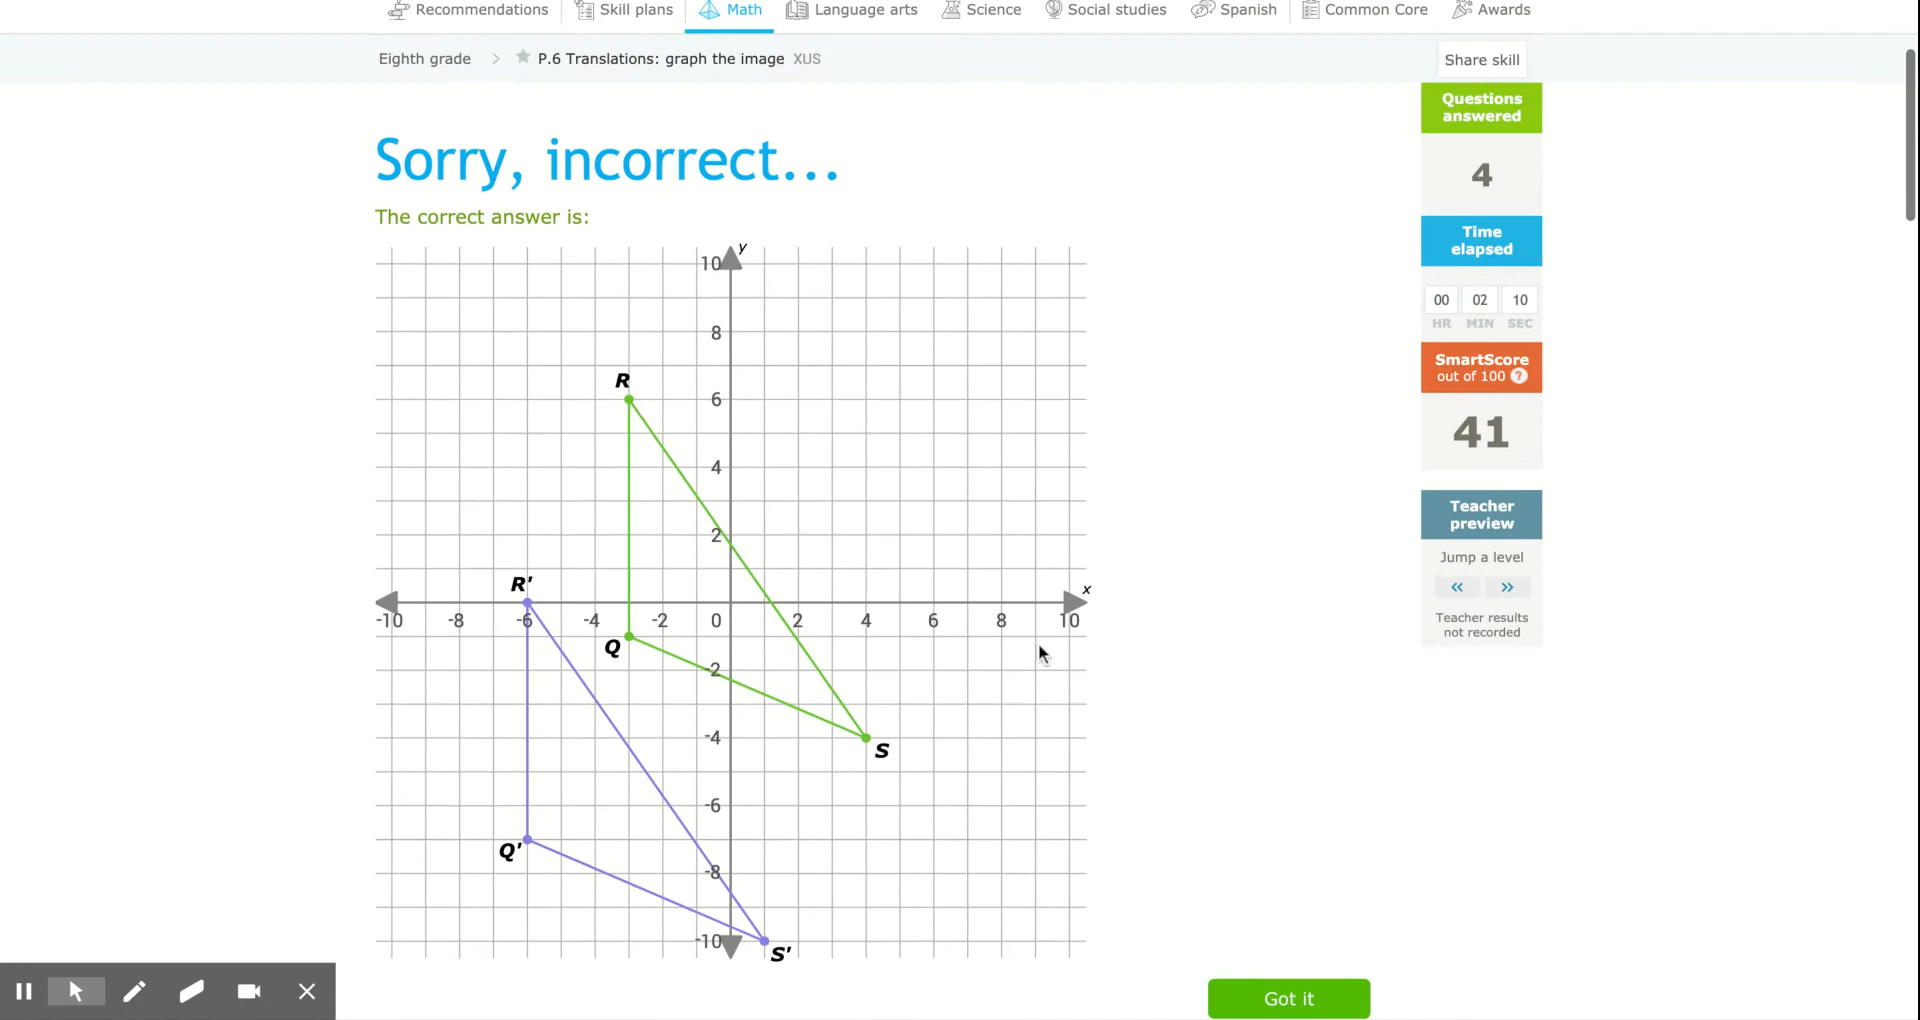 Recommendations Skill plans Math Language arts Science Social studies Spanish Common Core Awards
Eighth grade > P.6 Translations: graph the image XUS
Share skill
Questions answered
4
Time elapsed
00 02 10
HR MIN SEC
SmartScore
out of 100 ?
41
Teacher preview
Jump a level
« »
Teacher results
not recorded
Sorry, incorrect...
The correct answer is:
y
10
8
R
6
4
2
R'
x
-10 -8 -6 -4 -2 0 2 4 6 8 10
Q
-2
-4
S
-6
Q'
-8
-10
S'
Got it